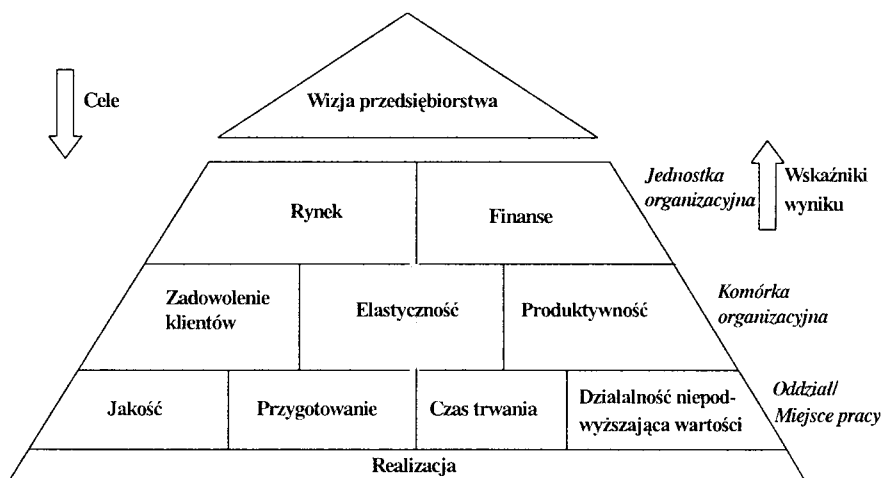 Wizja przedsiębiorstwa
Cele
Jednostka
organizacyjna
Wskaźniki
wyniku
Rynek
Finanse
Zadowolenie
klientów
Elastyczność
Produktywność
Komórka
organizacyjna
Jakość
Przygotowanie
Czas trwania
Działalność niepod-
wyższająca wartości
Oddział/
Miejsce pracy
Realizacja